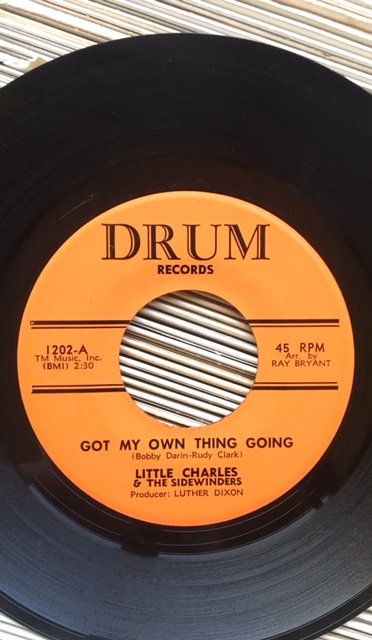 DRUM
RECORDS
1202-A
TM Music, Inc.
(BMI) 2:30
45 RPM
Arr. by
RAY BRYANT
GOT MY OWN THING GOING
(Bobby Darin-Rudy Clark)
LITTLE CHARLES
& THE SIDEWINDERS
Producer: LUTHER DIXON